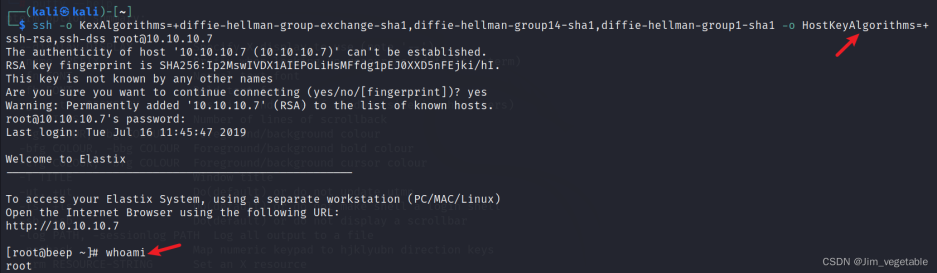 ┌──(kali㉿kali)-[~]
└─$ ssh -o KexAlgorithms=+diffie-hellman-group-exchange-sha1,diffie-hellman-group14-sha1,diffie-hellman-group1-sha1 -o HostKeyAlgorithms=+
ssh-rsa,ssh-dss root@10.10.10.7
The authenticity of host '10.10.10.7 (10.10.10.7)' can't be established.
RSA key fingerprint is SHA256:Ip2MswIVDX1AIEPoLiHsMFfdg1pEJ0XXD5nFEjki/hI.
This key is not known by any other names
Are you sure you want to continue connecting (yes/no/[fingerprint])? yes
Warning: Permanently added '10.10.10.7' (RSA) to the list of known hosts.
root@10.10.10.7's password:
Last login: Tue Jul 16 11:45:47 2019
Welcome to Elastix
To access your Elastix System, using a separate workstation (PC/MAC/Linux)
Open the Internet Browser using the following URL:
http://10.10.10.7
[root@beep ~]# whoami
root
CSDN @Jim_vegetable